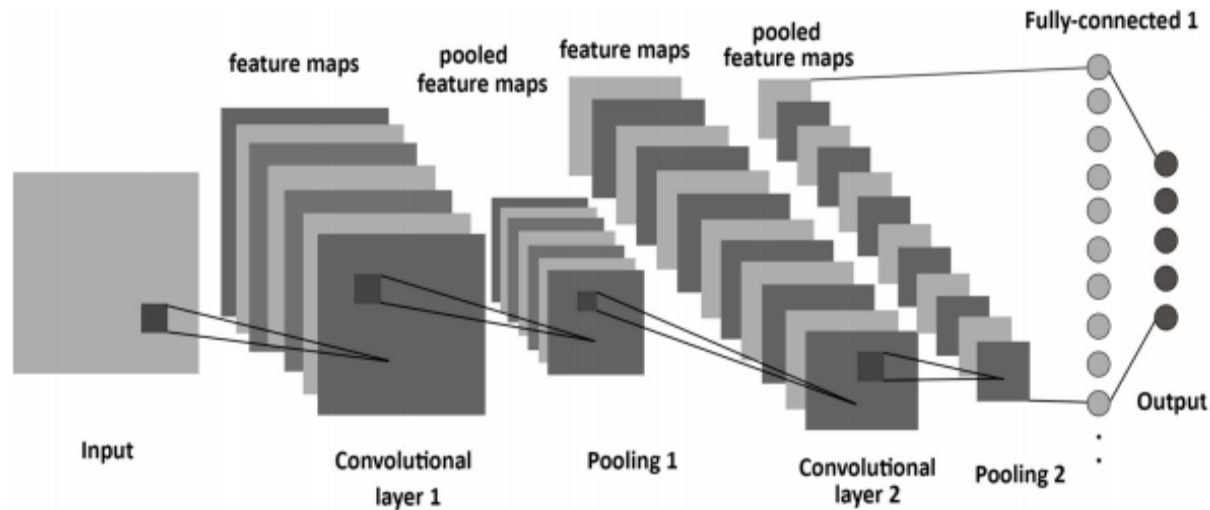 Fully-connected 1
feature maps
pooled
feature maps
feature maps
pooled
feature maps
Input
Convolutional
layer 1
Pooling 1
Convolutional
layer 2
Pooling 2
Output